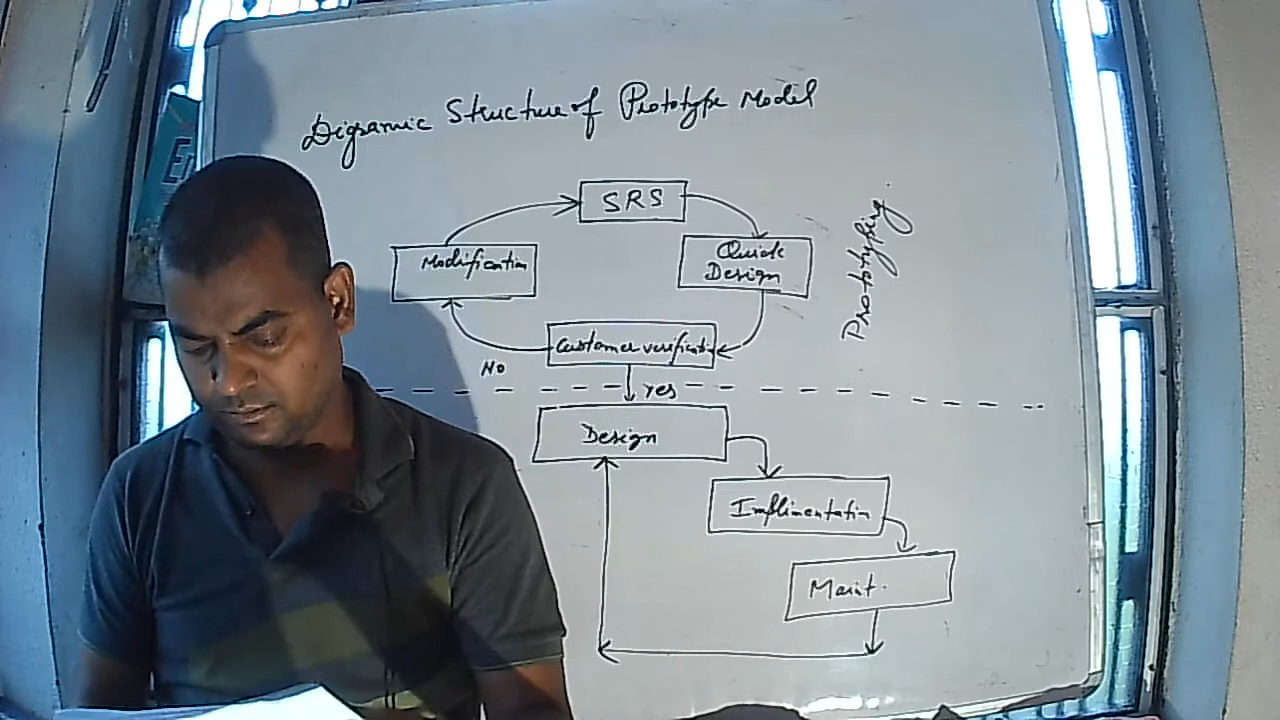 Digramic Structure of Prototype Model
SRS
Modification
Quick
Design
Prototyping.
Customer verification
No
Yes
Design
Implimentation
Maint.